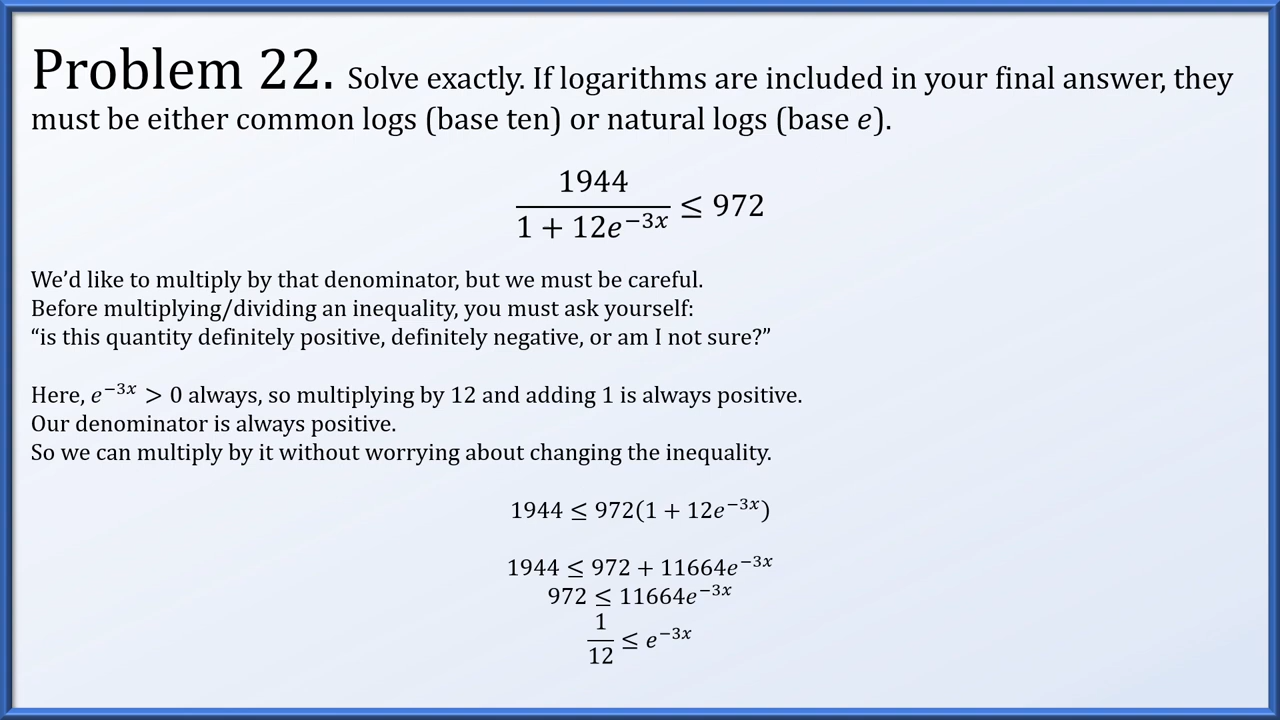 Problem 22. Solve exactly. If logarithms are included in your final answer, they
must be either common logs (base ten) or natural logs (base e).
1944
1 + 12e^{−3x} ≤ 972
We’d like to multiply by that denominator, but we must be careful.
Before multiplying/dividing an inequality, you must ask yourself:
“is this quantity definitely positive, definitely negative, or am I not sure?”
Here, e^{−3x} > 0 always, so multiplying by 12 and adding 1 is always positive.
Our denominator is always positive.
So we can multiply by it without worrying about changing the inequality.
1944 ≤ 972(1 + 12e^{−3x})
1944 ≤ 972 + 11664e^{−3x}
972 ≤ 11664e^{−3x}
1
12 ≤ e^{−3x}